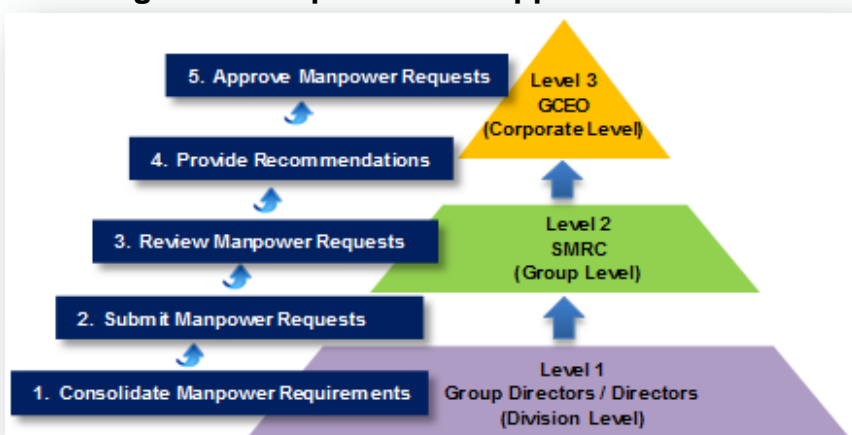 5. Approve Manpower Requests
Level 3
GCEO
(Corporate Level)
4. Provide Recommendations
3. Review Manpower Requests
Level 2
SMRC
(Group Level)
2. Submit Manpower Requests
1. Consolidate Manpower Requirements
Level 1
Group Directors / Directors
(Division Level)